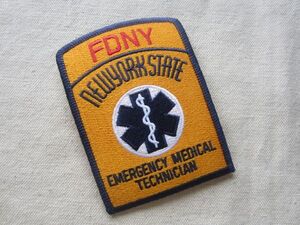 FDNY
NEW YORK STATE
EMERGENCY MEDICAL
TECHNICIAN